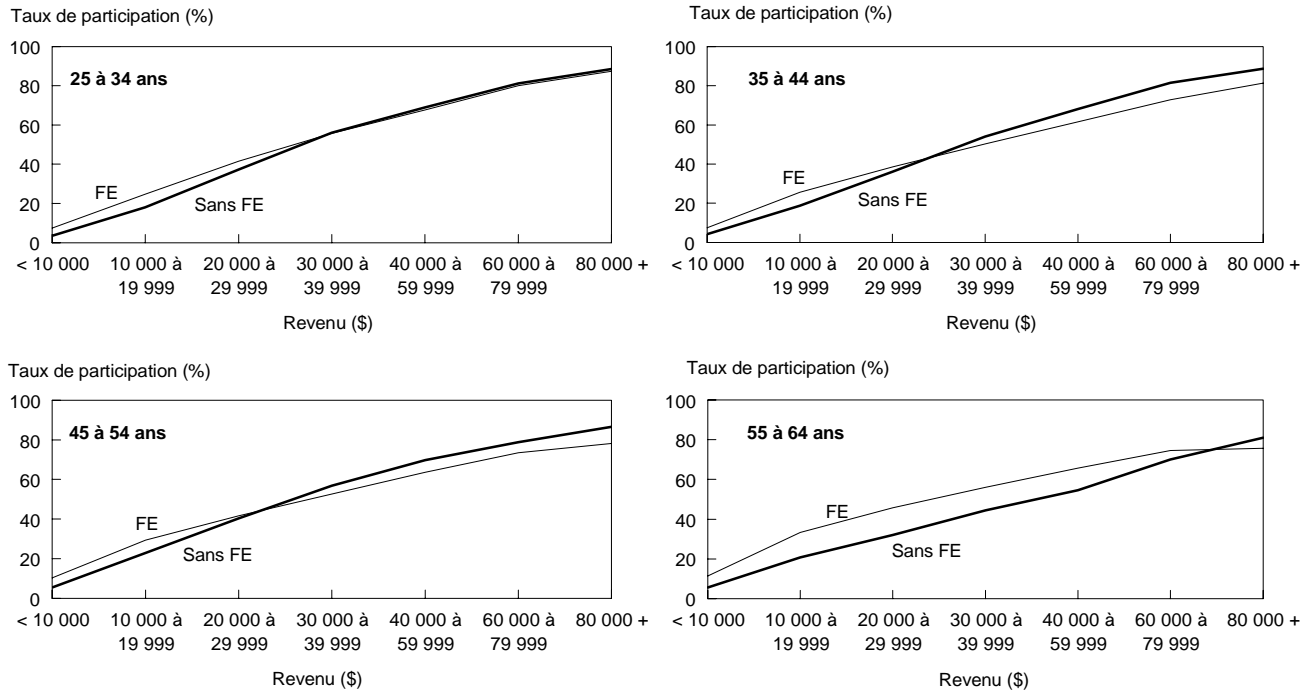 Taux de participation (%)
100
80
60
40
20
0
25 à 34 ans
FE
Sans FE
< 10 000 10 000 à 20 000 à 30 000 à 40 000 à 60 000 à 80 000 +
19 999 29 999 39 999 59 999 79 999
Revenu ($)
Taux de participation (%)
100
80
60
40
20
0
35 à 44 ans
FE
Sans FE
< 10 000 10 000 à 20 000 à 30 000 à 40 000 à 60 000 à 80 000 +
19 999 29 999 39 999 59 999 79 999
Revenu ($)
Taux de participation (%)
100
80
60
40
20
0
45 à 54 ans
FE
Sans FE
< 10 000 10 000 à 20 000 à 30 000 à 40 000 à 60 000 à 80 000 +
19 999 29 999 39 999 59 999 79 999
Revenu ($)
Taux de participation (%)
100
80
60
40
20
0
55 à 64 ans
FE
Sans FE
< 10 000 10 000 à 20 000 à 30 000 à 40 000 à 60 000 à 80 000 +
19 999 29 999 39 999 59 999 79 999
Revenu ($)